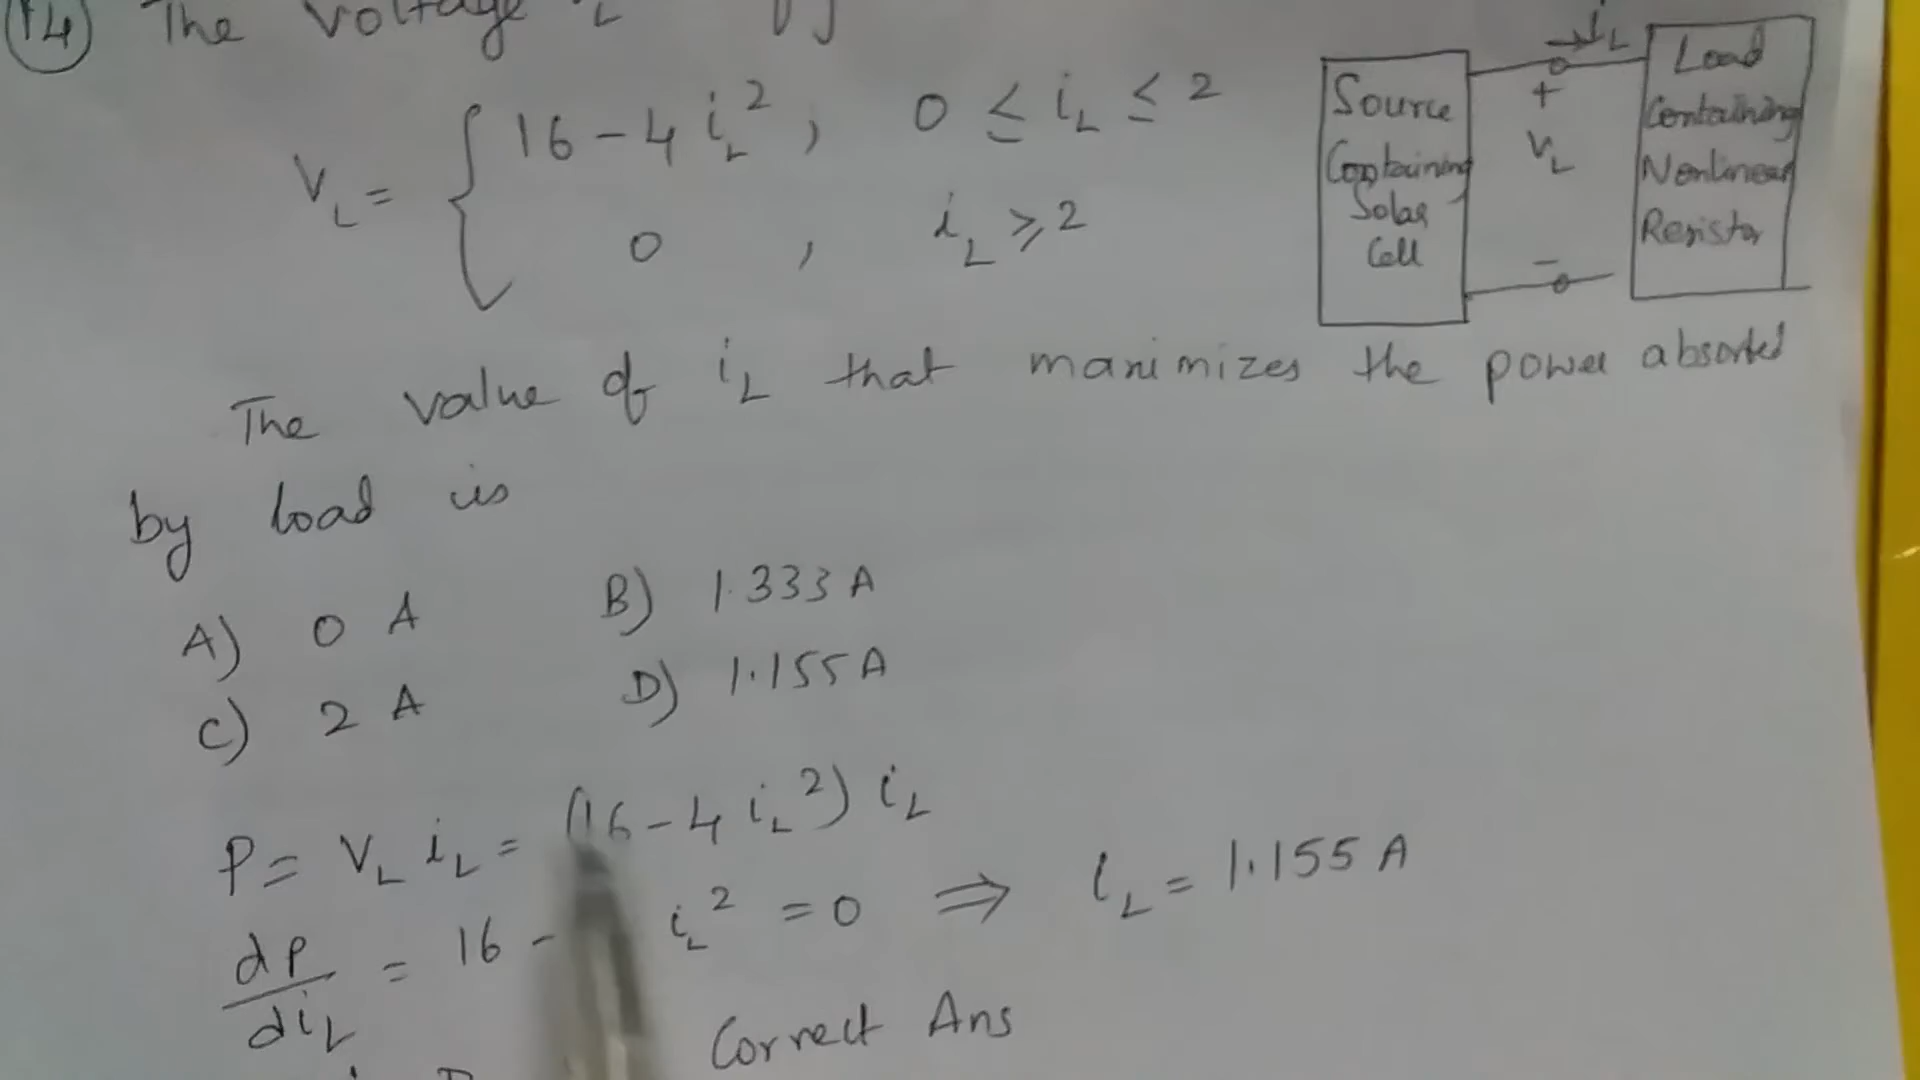 14 The voltage
V_L = { 16 - 4 i_L², 0 ≤ i_L ≤ 2
0 , i_L ≥ 2
Source
Containing
Solar
Cell
i_L
+
V_L
-
Load
Containing
Nonlinear
Resistor
The value of i_L that maximizes the power absorbed
by load is
A) 0 A B) 1.333 A
C) 2 A D) 1.155 A
P = V_L i_L = (16 - 4 i_L²) i_L
dP/di_L = 16 - i_L² = 0 ⇒ i_L = 1.155 A
Correct Ans